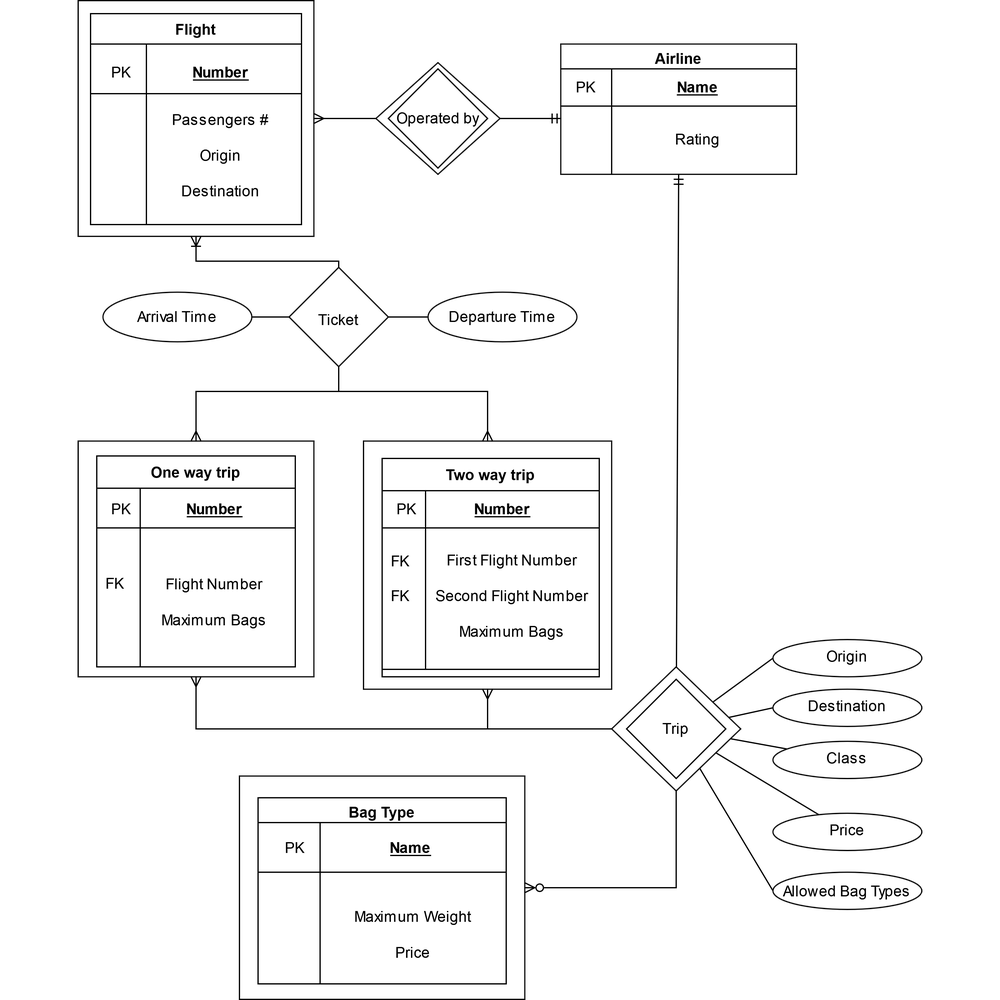 Flight
PK
Number
Passengers #
Origin
Destination
Operated by
Airline
PK
Name
Rating
Arrival Time
Ticket
Departure Time
One way trip
PK
Number
FK
Flight Number
Maximum Bags
Two way trip
PK
Number
FK
First Flight Number
FK
Second Flight Number
Maximum Bags
Trip
Origin
Destination
Class
Price
Allowed Bag Types
Bag Type
PK
Name
Maximum Weight
Price